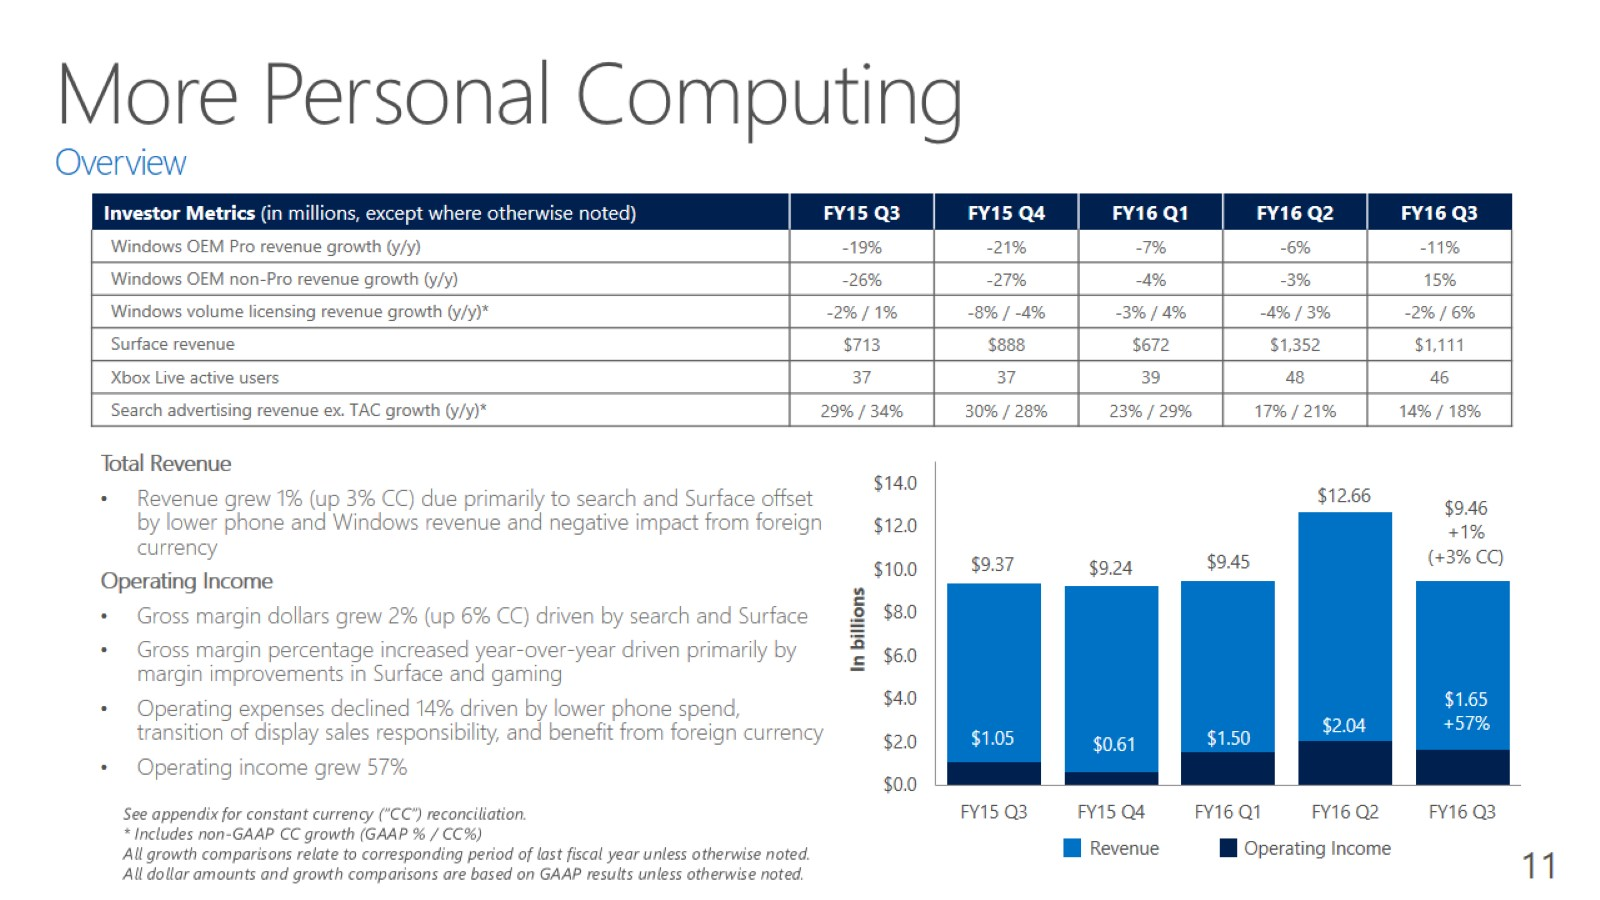 More Personal Computing
Overview
Investor Metrics (in millions, except where otherwise noted) FY15 Q3 FY15 Q4 FY16 Q1 FY16 Q2 FY16 Q3
Windows OEM Pro revenue growth (y/y) -19% -21% -7% -6% -11%
Windows OEM non-Pro revenue growth (y/y) -26% -27% -4% -3% 15%
Windows volume licensing revenue growth (y/y)* -2% / 1% -8% / -4% -3% / 4% -4% / 3% -2% / 6%
Surface revenue $713 $888 $672 $1,352 $1,111
Xbox Live active users 37 37 39 48 46
Search advertising revenue ex. TAC growth (y/y)* 29% / 34% 30% / 28% 23% / 29% 17% / 21% 14% / 18%
Total Revenue
• Revenue grew 1% (up 3% CC) due primarily to search and Surface offset
by lower phone and Windows revenue and negative impact from foreign
currency
Operating Income
• Gross margin dollars grew 2% (up 6% CC) driven by search and Surface
• Gross margin percentage increased year-over-year driven primarily by
margin improvements in Surface and gaming
• Operating expenses declined 14% driven by lower phone spend,
transition of display sales responsibility, and benefit from foreign currency
• Operating income grew 57%
See appendix for constant currency ("CC") reconciliation.
* Includes non-GAAP CC growth (GAAP % / CC%)
All growth comparisons relate to corresponding period of last fiscal year unless otherwise noted.
All dollar amounts and growth comparisons are based on GAAP results unless otherwise noted.
In billions
$14.0
$12.0
$10.0
$8.0
$6.0
$4.0
$2.0
$0.0
$9.37
$9.24
$9.45
$12.66
$9.46
+1%
(+3% CC)
$1.05
$0.61
$1.50
$2.04
$1.65
+57%
FY15 Q3 FY15 Q4 FY16 Q1 FY16 Q2 FY16 Q3
Revenue Operating Income
11